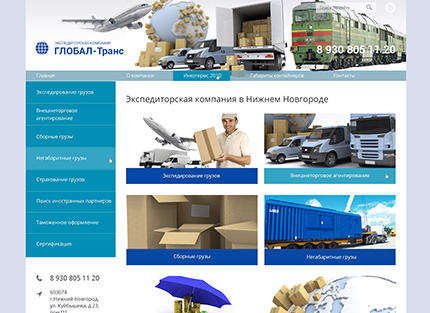 Поиск
ЭКСПЕДИТОРСКАЯ КОМПАНИЯ
ГЛОБАЛ-Транс
8 930 805 11 20
Главная
О компании
Инкотермс 2010
Габариты контейнеров
Контакты
Экспедирование грузов
Внешнеторговое
агентирование
Сборные грузы
Негабаритные грузы
Страхование грузов
Поиск иностранных партнеров
Таможенное оформление
Сертификация
8 930 805 11 20
603074
г.Нижний Новгород,
ул. Куйбышева, д.23,
Экспедиторская компания в Нижнем Новгороде
Экспедирование грузов
Внешнеторговое агентирование
Сборные грузы
Негабаритные грузы